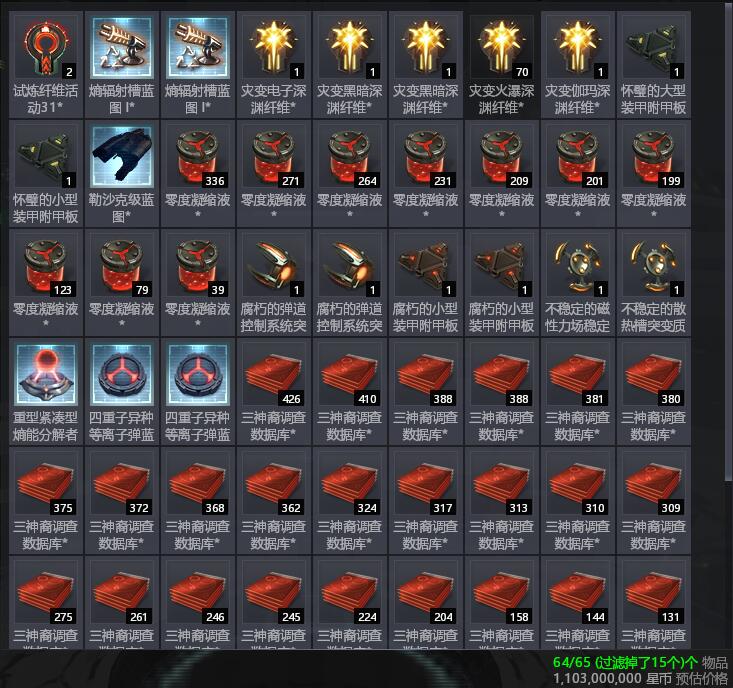 2
1
1
70
1
试炼纤维活 熵辐射槽蓝 熵辐射槽蓝 灾变电子深 灾变黑暗深 灾变黑暗深 灾变火瀑深 灾变伽玛深 怀璧的大型
动31* 图 I* 图 I* 渊纤维* 渊纤维* 渊纤维* 渊纤维* 渊纤维* 装甲附甲板
1 336 271 264 231 209 201 199
怀璧的小型 勒沙克级蓝 零度凝缩液 零度凝缩液 零度凝缩液 零度凝缩液 零度凝缩液 零度凝缩液 零度凝缩液
装甲附甲板 图* * * * * * * *
123 79 39 1 1 1 1 1 1
零度凝缩液 零度凝缩液 零度凝缩液 腐朽的弹道 腐朽的弹道 腐朽的小型 腐朽的小型 不稳定的磁 不稳定的散
* * * 控制系统突 控制系统突 装甲附甲板 装甲附甲板 性力场稳定 热槽突变质
426 410 388 388 381 380
重型紧凑型 四重子异种 四重子异种 三神裔调查 三神裔调查 三神裔调查 三神裔调查 三神裔调查 三神裔调查
熵能分解者 等离子弹蓝 等离子弹蓝 数据库* 数据库* 数据库* 数据库* 数据库* 数据库*
375 372 368 362 324 317 313 310 309
三神裔调查 三神裔调查 三神裔调查 三神裔调查 三神裔调查 三神裔调查 三神裔调查 三神裔调查 三神裔调查
数据库* 数据库* 数据库* 数据库* 数据库* 数据库* 数据库* 数据库* 数据库*
275 261 246 245 224 204 158 144 131
三神裔调查 三神裔调查 三神裔调查 三神裔调查 三神裔调查 三神裔调查 三神裔调查 三神裔调查 三神裔调查
64/65 (过滤掉了15个)个 物品
1,103,000,000 星币 预估价格